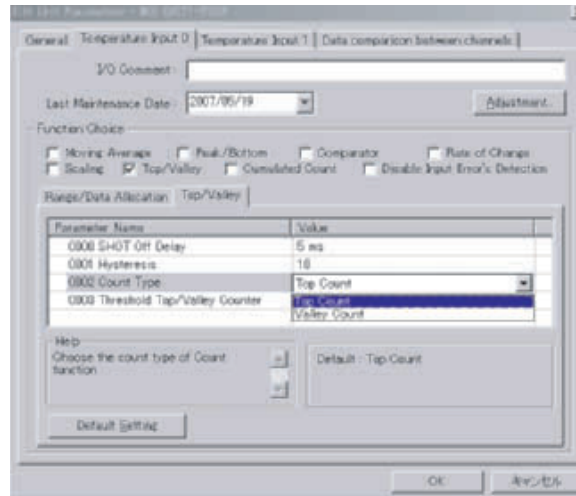 Edit Unit Parameters
General Temperature Input 0 Temperature Input 1 Data comparison between channels
I/O Comment :
Last Maintenance Date : 2007/05/19 Adjustment..
Function Choice
Moving Average Peak/Bottom Comparator Rate of Change
Scaling Top/Valley Cumulated Count Disable Input Error's Detection
Range/Data Allocation Top/Valley
Parameter Name Value
0800 SHOT Off Delay 5 ms
0801 Hysteresis 10
0802 Count Type Top Count
0803 Threshold Top/Valley Counter Top Count
Valley Count
Help
Choose the count type of Count
function
Default : Top Count
Default Setting
OK キャンセル